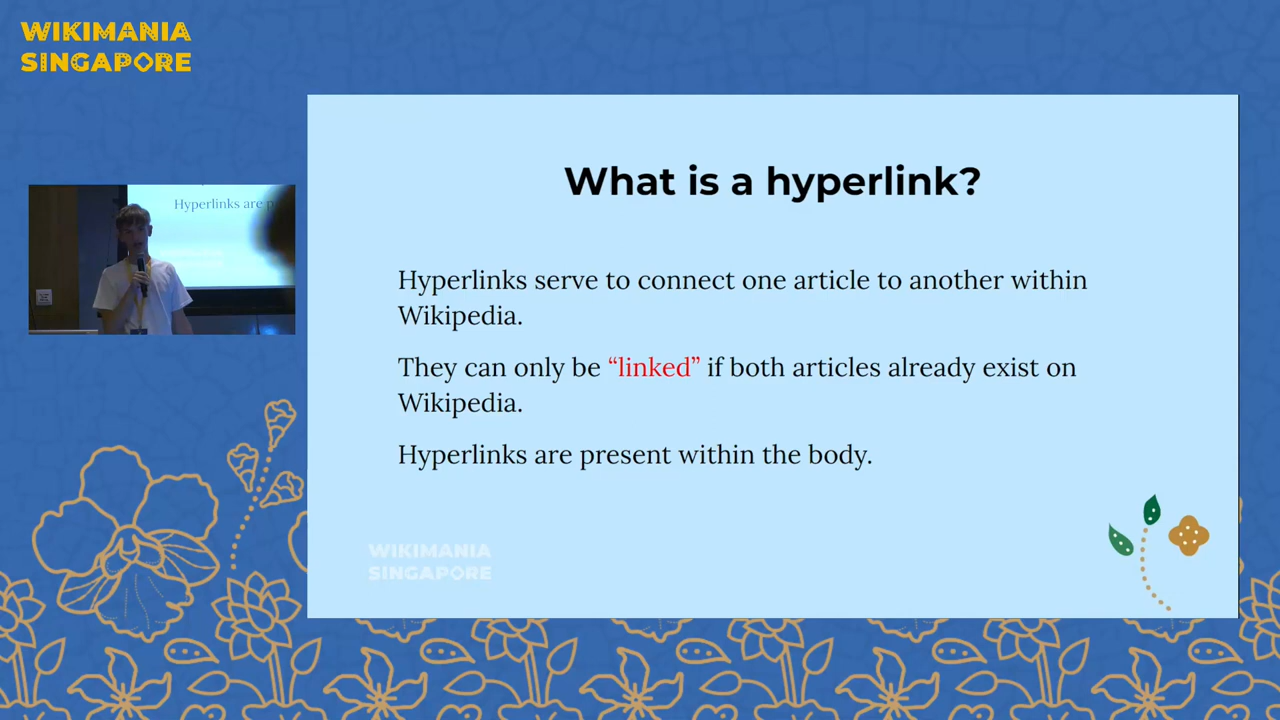 WIKIMANIA
SINGAPORE
What is a hyperlink?
Hyperlinks are p
Hyperlinks serve to connect one article to another within
Wikipedia.
They can only be “linked” if both articles already exist on
Wikipedia.
Hyperlinks are present within the body.
WIKIMANIA
SINGAPORE